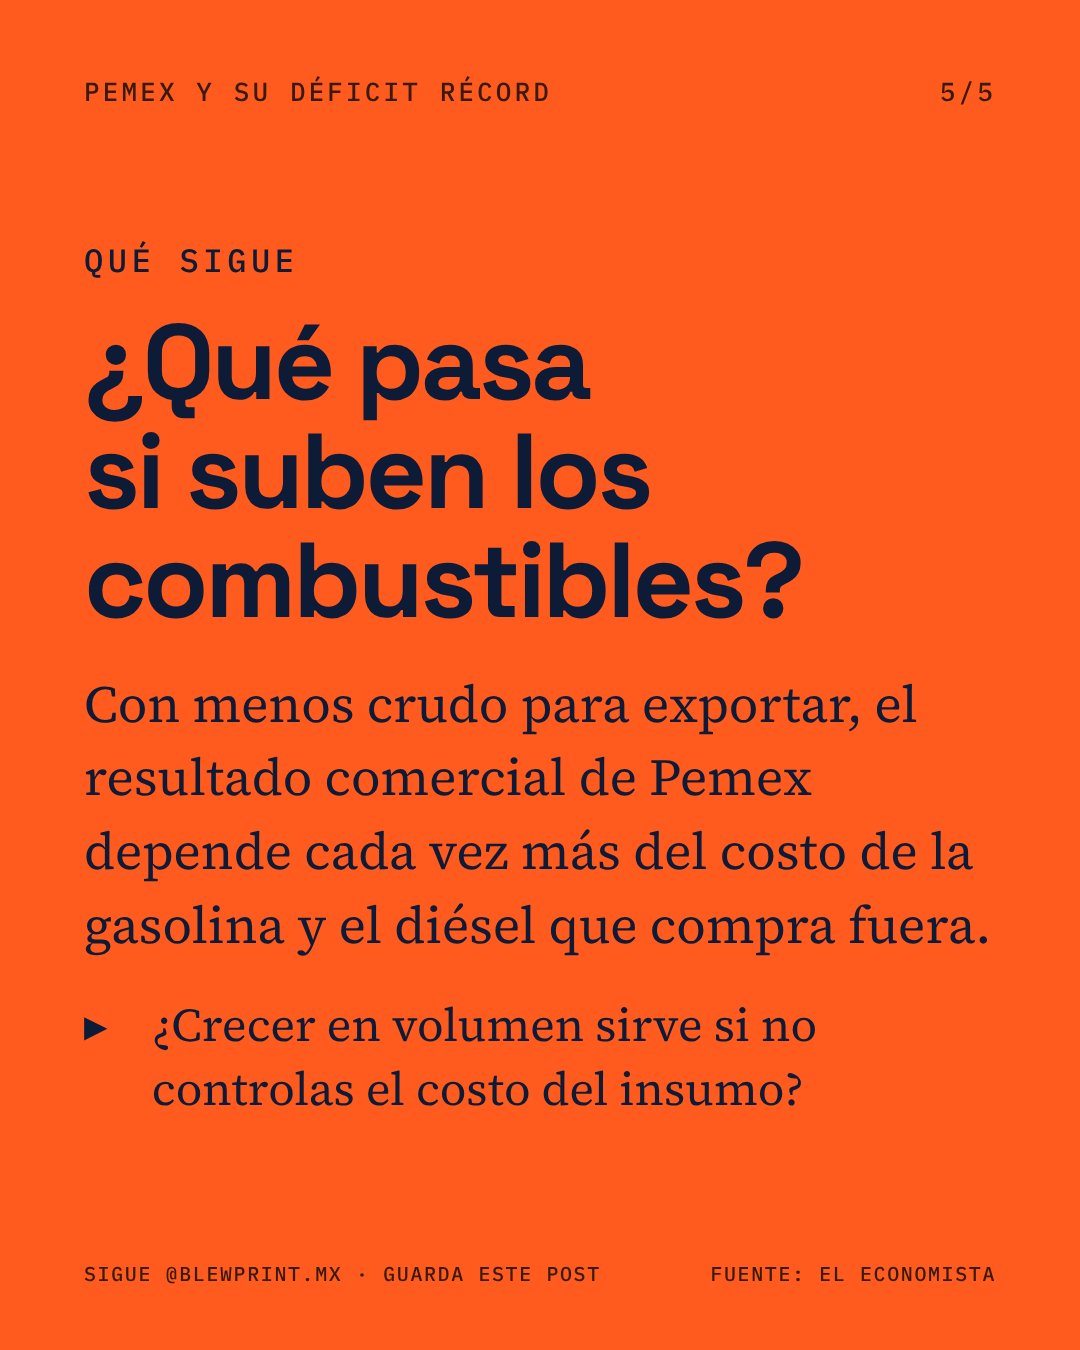 PEMEX Y SU DÉFICIT RÉCORD
5/5
QUÉ SIGUE
¿Qué pasa
si suben los
combustibles?
Con menos crudo para exportar, el
resultado comercial de Pemex
depende cada vez más del costo de la
gasolina y el diésel que compra fuera.
▶ ¿Crecer en volumen sirve si no
controlas el costo del insumo?
SIGUE @BLEWPRINT.MX · GUARDA ESTE POST
FUENTE: EL ECONOMISTA